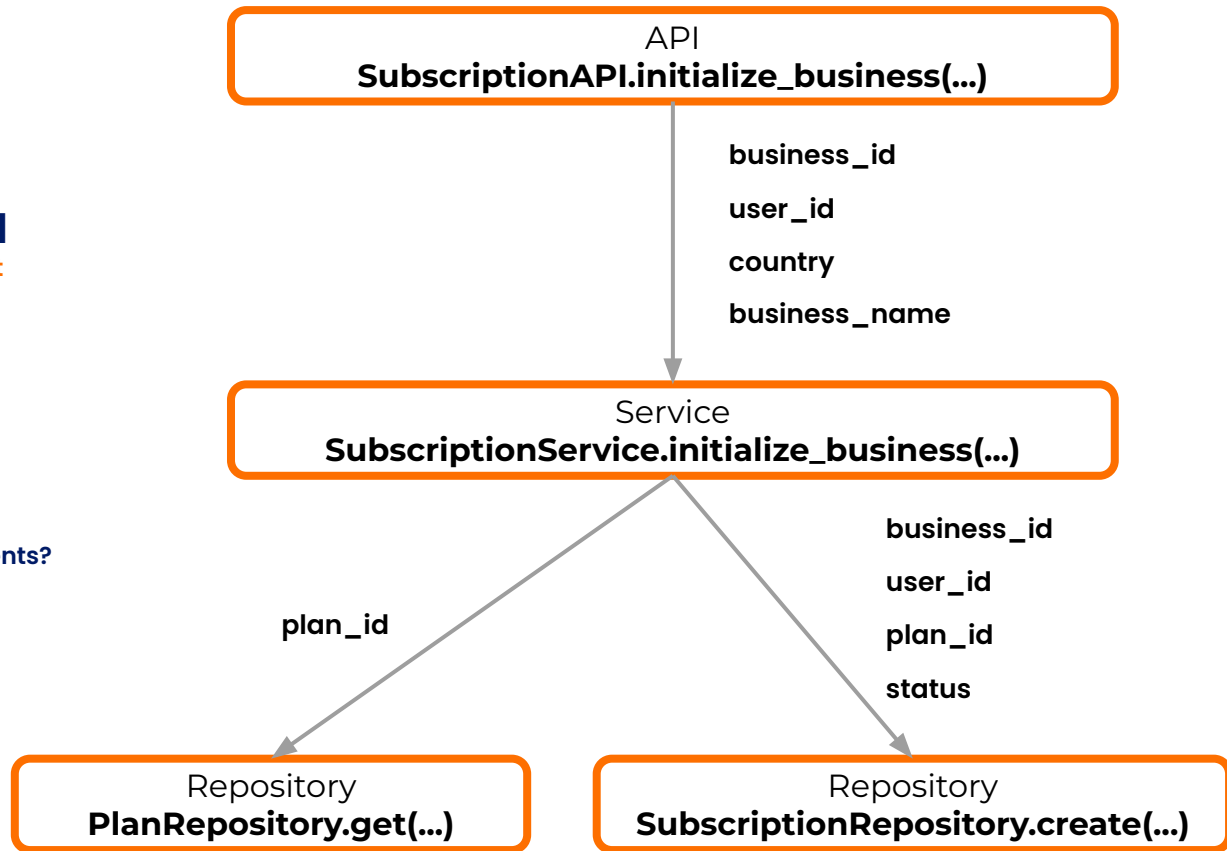 API
SubscriptionAPI.initialize_business(...)
business_id
user_id
country
business_name
Service
SubscriptionService.initialize_business(...)
nts?
plan_id
business_id
user_id
plan_id
status
Repository
PlanRepository.get(...)
Repository
SubscriptionRepository.create(...)